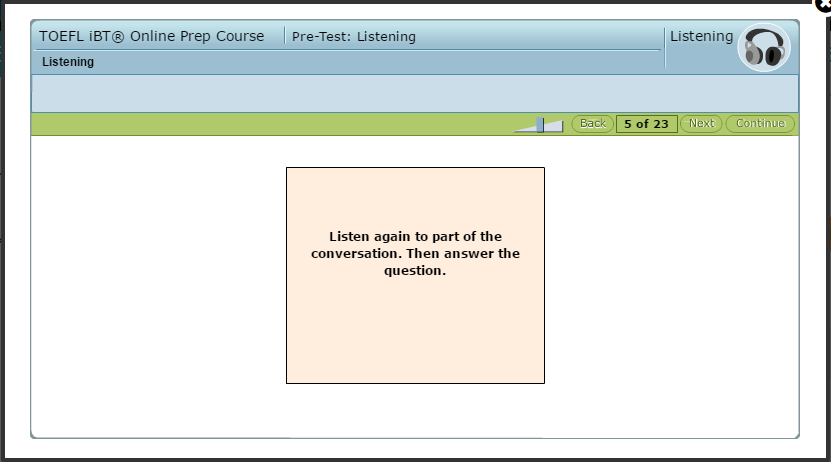 TOEFL iBT® Online Prep Course
Pre-Test: Listening
Listening
Listening
Back
5 of 23
Next
Continue
Listen again to part of the
conversation. Then answer the
question.